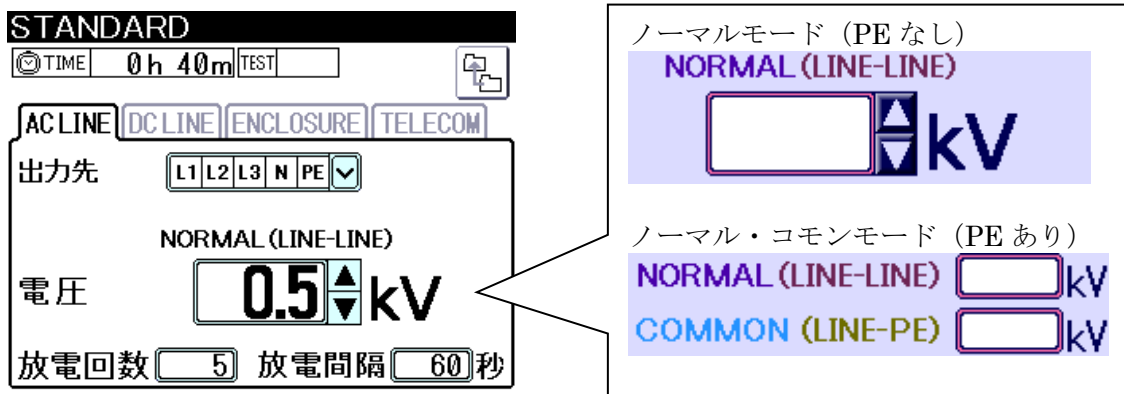 STANDARD
TIME 0h 40m TEST
AC LINE DC LINE ENCLOSURE TELECOM
出力先 L1 L2 L3 N PE
NORMAL (LINE-LINE)
電圧 0.5 kV
放電回数 5 放電間隔 60 秒
ノーマルモード（PE なし）
NORMAL (LINE-LINE)
kV
ノーマル・コモンモード（PE あり）
NORMAL (LINE-LINE) kV
COMMON (LINE-PE) kV